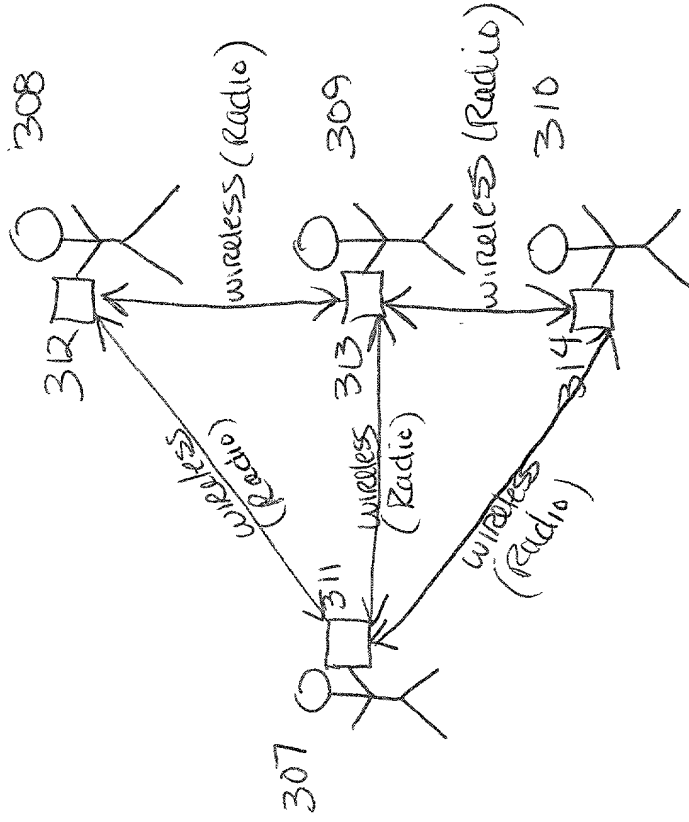 308
wireless (Radio)
309
wireless (Radio)
310
312
313
314
wireless
(Radio)
wireless
(Radio)
wireless
(Radio)
311
307